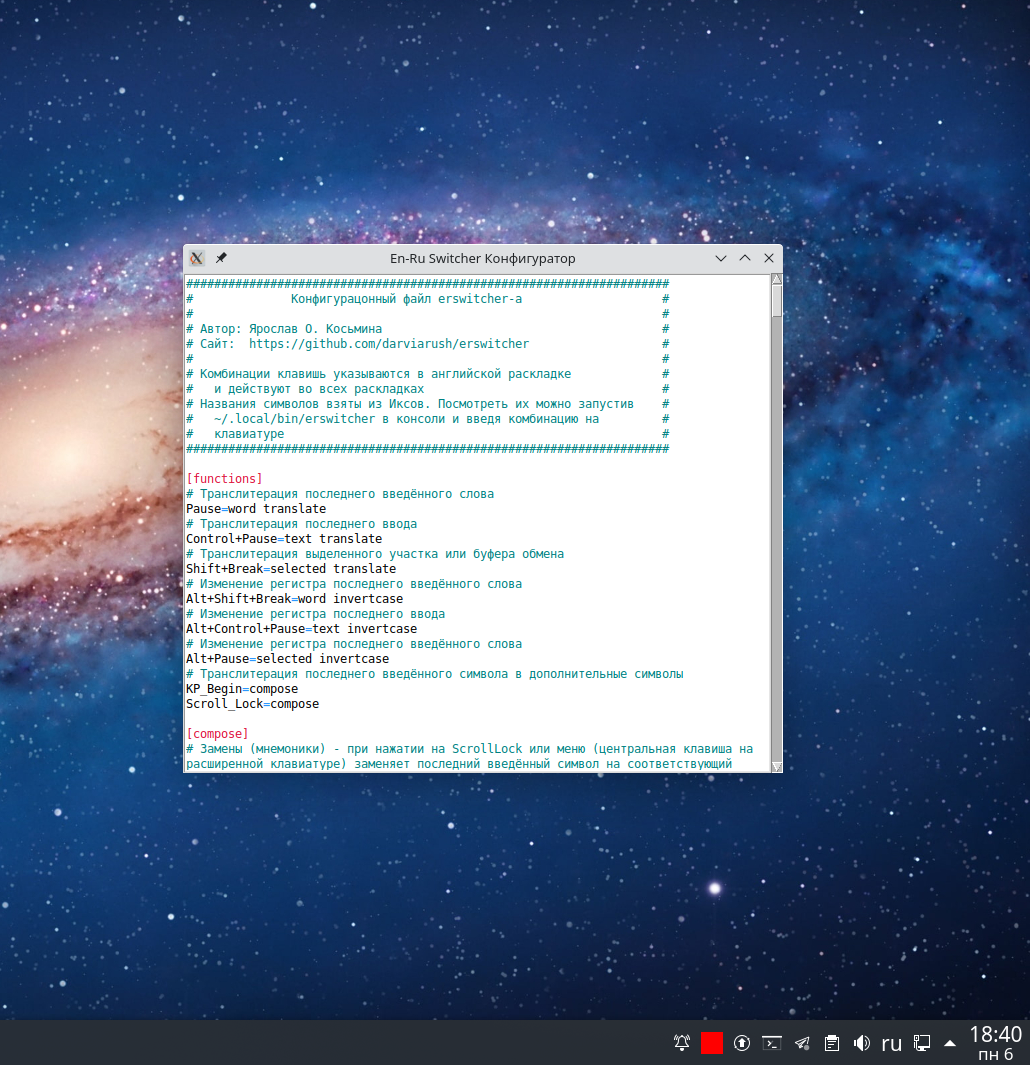 En-Ru Switcher Конфигуратор
#####################################################################
#              Конфигурацонный файл erswitcher-а                    #
#                                                                   #
# Автор: Ярослав О. Косьмина                                        #
# Сайт:  https://github.com/darviarush/erswitcher                   #
#                                                                   #
# Комбинации клавишь указываются в английской раскладке             #
#   и действуют во всех раскладках                                  #
# Названия символов взяты из Иксов. Посмотреть их можно запустив    #
#   ~/.local/bin/erswitcher в консоли и введя комбинацию на         #
#   клавиатуре                                                      #
#####################################################################
[functions]
# Транслитерация последнего введённого слова
Pause=word translate
# Транслитерация последнего ввода
Control+Pause=text translate
# Транслитерация выделенного участка или буфера обмена
Shift+Break=selected translate
# Изменение регистра последнего введённого слова
Alt+Shift+Break=word invertcase
# Изменение регистра последнего ввода
Alt+Control+Pause=text invertcase
# Изменение регистра последнего введённого слова
Alt+Pause=selected invertcase
# Транслитерация последнего введённого символа в дополнительные символы
KP_Begin=compose
Scroll_Lock=compose
[compose]
# Замены (мнемоники) - при нажатии на ScrollLock или меню (центральная клавиша на
расширенной клавиатуре) заменяет последний введённый символ на соответствующий
ru
18:40
пн 6